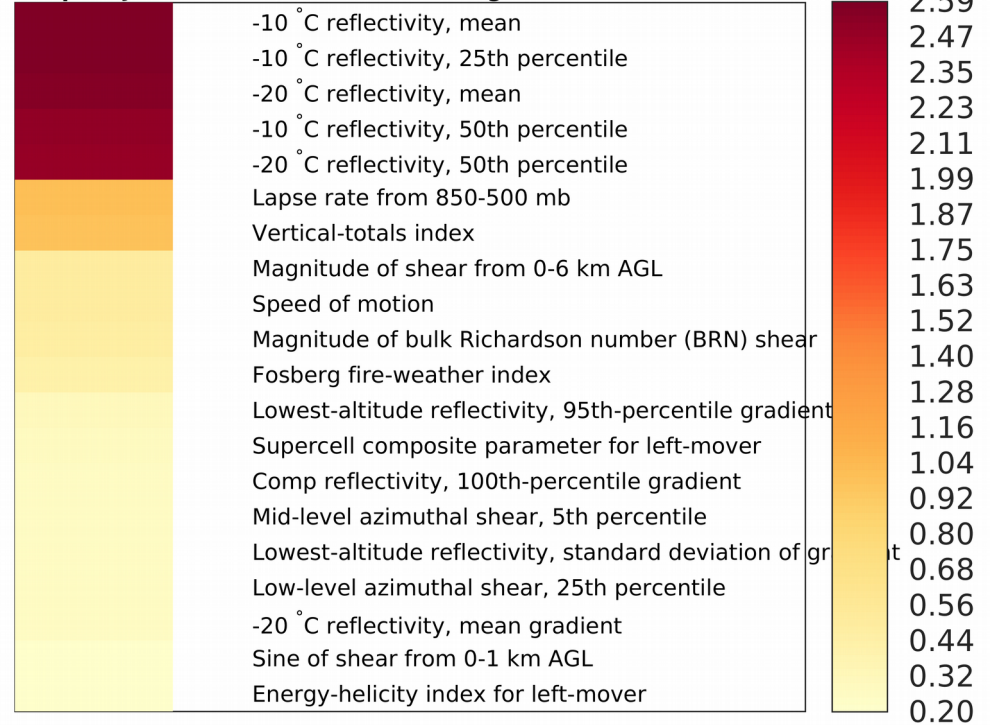 -10 °C reflectivity, mean
-10 °C reflectivity, 25th percentile
-20 °C reflectivity, mean
-10 °C reflectivity, 50th percentile
-20 °C reflectivity, 50th percentile
Lapse rate from 850-500 mb
Vertical-totals index
Magnitude of shear from 0-6 km AGL
Speed of motion
Magnitude of bulk Richardson number (BRN) shear
Fosberg fire-weather index
Lowest-altitude reflectivity, 95th-percentile gradient
Supercell composite parameter for left-mover
Comp reflectivity, 100th-percentile gradient
Mid-level azimuthal shear, 5th percentile
Lowest-altitude reflectivity, standard deviation of
Low-level azimuthal shear, 25th percentile
-20 °C reflectivity, mean gradient
Sine of shear from 0-1 km AGL
Energy-helicity index for left-mover
2.59
2.47
2.35
2.23
2.11
1.99
1.87
1.75
1.63
1.52
1.40
1.28
1.16
1.04
0.92
0.80
0.68
0.56
0.44
0.32
0.20